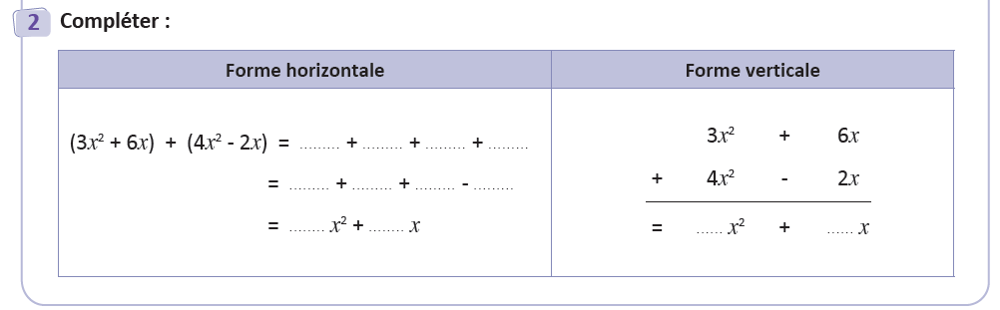 2 Compléter :
Forme horizontale
(3x² + 6x) + (4x² - 2x) = ......... + ......... + ......... + .........
= ......... + ......... + ......... - .........
= ........ x² + ........ x
Forme verticale
3x² + 6x
+ 4x² - 2x
= ...... x² + ...... x